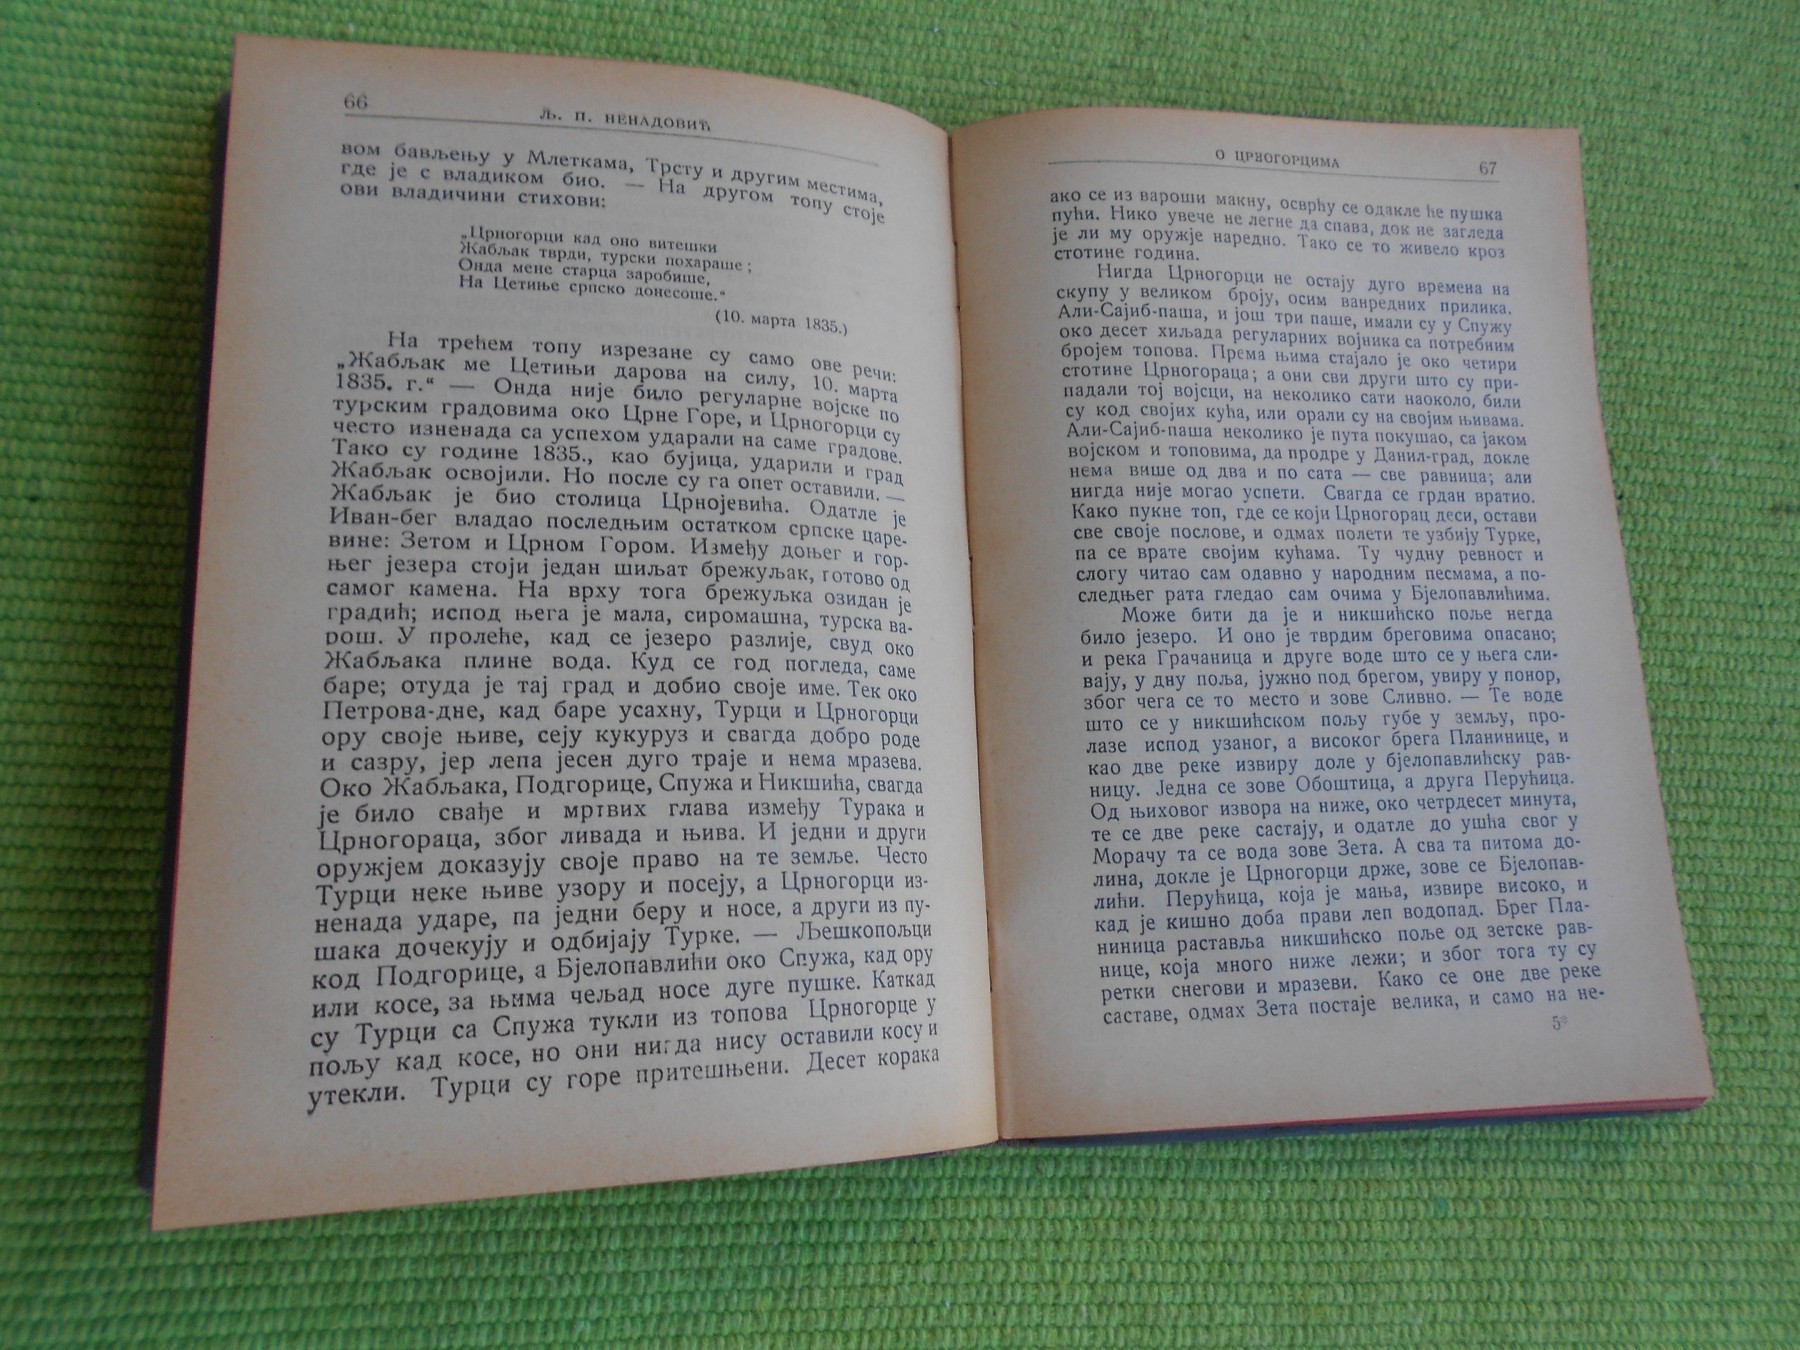 66
Љ. П. НЕНАДОВИЋ
вом бављењу у Млеткама, Трсту и другим местима,
где је с владиком био. — На другом топу стоје
ови владичини стихови:
„Црногорци кад оно витешки
Жабљак тврди, турски похараше;
Онда мене старца заробише,
На Цетиње српско донесоше.“
(10. марта 1835.)
На трећем топу изрезане су само ове речи:
„Жабљак ме Цетињи дарова на силу, 10. марта
1835. г.“ — Онда није било регуларне војске по
турским градовима око Црне Горе, и Црногорци су
често изненада са успехом ударали на саме градове.
Тако су године 1835., као бујица, ударили и град
Жабљак освојили. Но после су га опет оставили. —
Жабљак је био столица Црнојевића. Одатле је
Иван-бег владао последњим остатком српске царе-
вине: Зетом и Црном Гором. Између доњег и гор-
њег језера стоји један шиљат брежуљак, готово од
самог камена. На врху тога брежуљка озидан је
градић; испод њега је мала, сиромашна, турска ва-
рош. У пролеће, кад се језеро разлије, свуд око
Жабљака плине вода. Куд се год погледа, саме
баре; отуда је тај град и добио своје име. Тек око
Петрова-дне, кад баре усахну, Турци и Црногорци
ору своје њиве, сеју кукуруз и свагда добро роде
и сазру, јер лепа јесен дуго траје и нема мразева.
Око Жабљака, Подгорице, Спужа и Никшића, свагда
је било свађе и мртвих глава између Турака и
Црногораца, због ливада и њива. И једни и други
оружјем доказују своје право на те земље. Често
Турци неке њиве узору и посеју, а Црногорци из-
ненада ударе, па једни беру и носе, а други из пу-
шака дочекују и одбијају Турке. — Љешкопољци
код Подгорице, а Бјелопавлићи око Спужа, кад ору
или косе, за њима чељад носе дуге пушке. Каткад
су Турци са Спужа тукли из топова Црногорце у
пољу кад косе, но они нигда нису оставили косу и
утекли. Турци су горе притешњени. Десет корака
О ЦРНОГОРЦИМА
67
ако се из вароши макну, осврћу се одакле ће пушка
пући. Нико увече не легне да спава, док не загледа
је ли му оружје наредно. Тако се то живело кроз
стотине година.
Нигда Црногорци не остају дуго времена на
скупу у великом броју, осим ванредних прилика.
Али-Сајиб-паша, и још три паше, имали су у Спужу
око десет хиљада регуларних војника са потребним
бројем топова. Према њима стајало је око четири
стотине Црногораца; а они сви други што су при-
падали тој војсци, на неколико сати наоколо, били
су код својих кућа, или орали су на својим њивама.
Али-Сајиб-паша неколико је пута покушао, са јаком
војском и топовима, да продре у Данил-град, докле
нема више од два и по сата — све равница; али
нигда није могао успети. Свагда се грдан вратио.
Како пукне топ, где се који Црногорац деси, остави
све своје послове, и одмах полети те узбију Турке,
па се врате својим кућама. Ту чудну ревност и
слогу читао сам одавно у народним песмама, а по-
следњег рата гледао сам очима у Бјелопавлићима.
Може бити да је и никшићско поље негда
било језеро. И оно је тврдим бреговима опасано;
и река Грачаница и друге воде што се у њега сли-
вају, у дну поља, јужно под брегом, увиру у понор,
због чега се то место и зове Сливно. — Те воде
што се у никшићском пољу губе у земљу, про-
лазе испод узаног, а високог брега Планинице, и
као две реке извиру доле у бјелопавлићску рав-
ницу. Једна се зове Обоштица, а друга Перућица.
Од њиховог извора на ниже, око четрдесет минута,
те се две реке састају, и одатле до ушћа свог у
Морачу та се вода зове Зета. А сва та питома до-
лина, докле је Црногорци држе, зове се Бјелопав-
лићи. Перућица, која је мања, извире високо, и
кад је кишно доба прави леп водопад. Брег Пла-
ниница раставља никшићско поље од зетске рав-
нице, која много ниже лежи; и због тога ту су
ретки снегови и мразеви. Како се оне две реке
саставе, одмах Зета постаје велика, и само на не-
5*